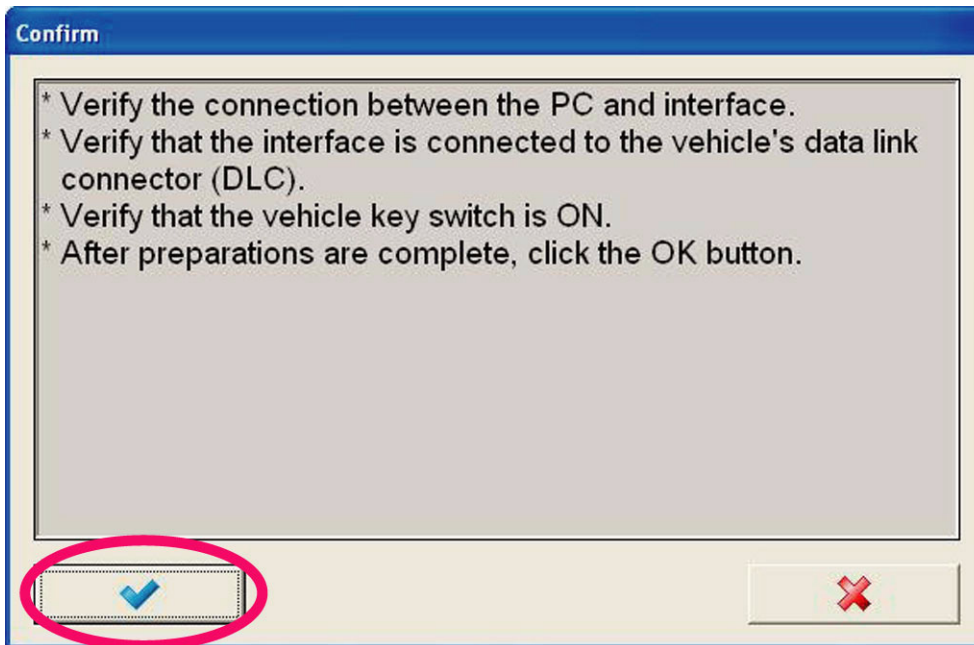 Confirm
* Verify the connection between the PC and interface.
* Verify that the interface is connected to the vehicle's data link
connector (DLC).
* Verify that the vehicle key switch is ON.
* After preparations are complete, click the OK button.